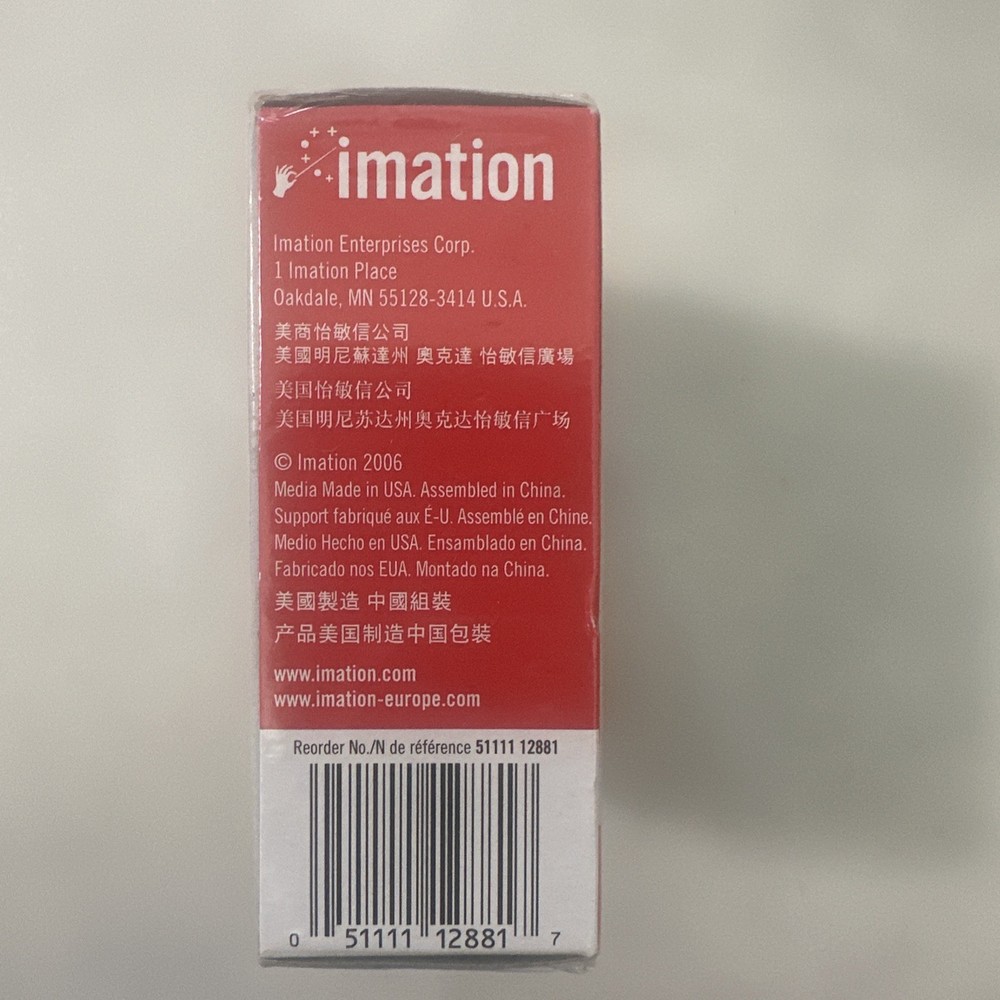 imation
Imation Enterprises Corp.
1 Imation Place
Oakdale, MN 55128-3414 U.S.A.
美商怡敏信公司
美國明尼蘇達州 奧克達 怡敏信廣場
美国怡敏信公司
美国明尼苏达州奥克达怡敏信广场
© Imation 2006
Media Made in USA. Assembled in China.
Support fabriqué aux É-U. Assemblé en Chine.
Medio Hecho en USA. Ensamblado en China.
Fabricado nos EUA. Montado na China.
美國製造 中國組裝
产品美国制造中国包裝
www.imation.com
www.imation-europe.com
Reorder No./N de référence 51111 12881
0 51111 12881 7